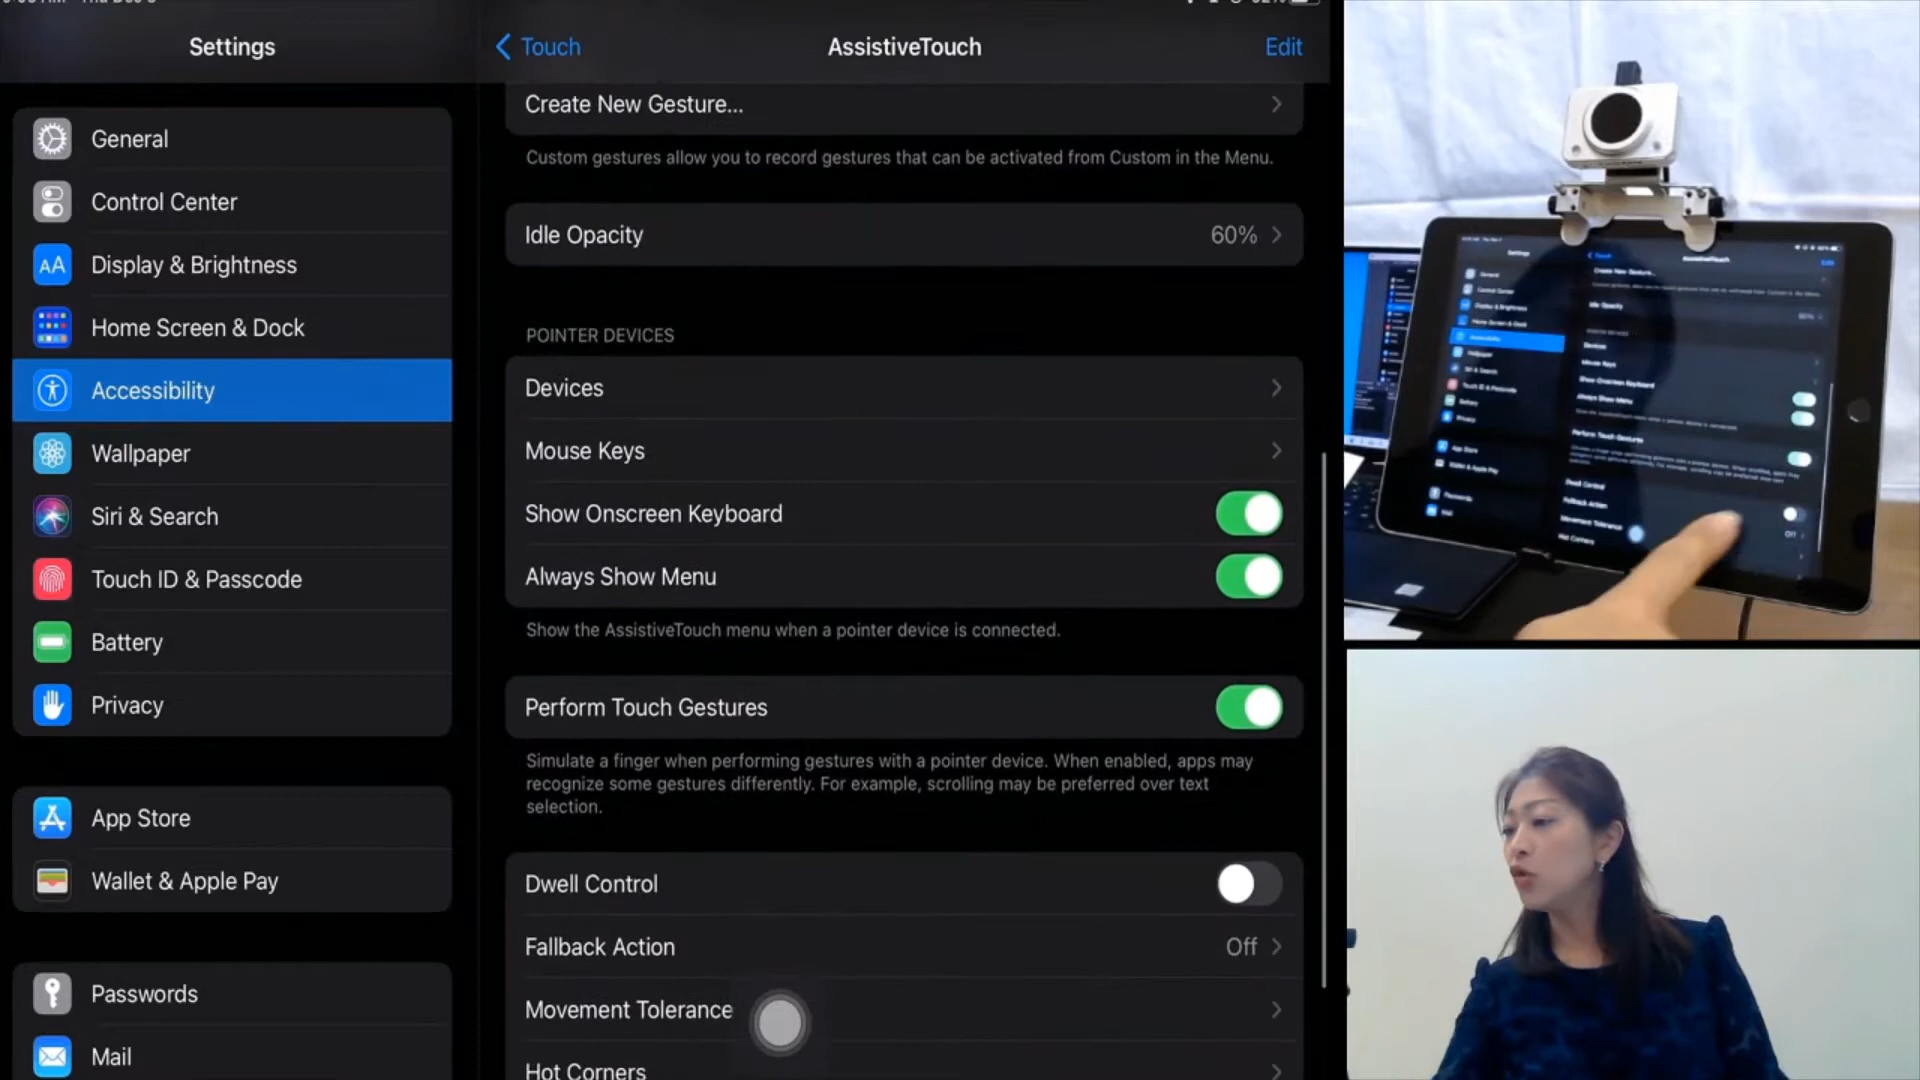 Settings
Touch
AssistiveTouch
Edit
General
Control Center
Display & Brightness
Home Screen & Dock
Accessibility
Wallpaper
Siri & Search
Touch ID & Passcode
Battery
Privacy
App Store
Wallet & Apple Pay
Passwords
Mail
Create New Gesture...
Custom gestures allow you to record gestures that can be activated from Custom in the Menu.
Idle Opacity 60%
POINTER DEVICES
Devices
Mouse Keys
Show Onscreen Keyboard
Always Show Menu
Show the AssistiveTouch menu when a pointer device is connected.
Perform Touch Gestures
Simulate a finger when performing gestures with a pointer device. When enabled, apps may
recognize some gestures differently. For example, scrolling may be preferred over text
selection.
Dwell Control
Fallback Action Off
Movement Tolerance
Hot Corners